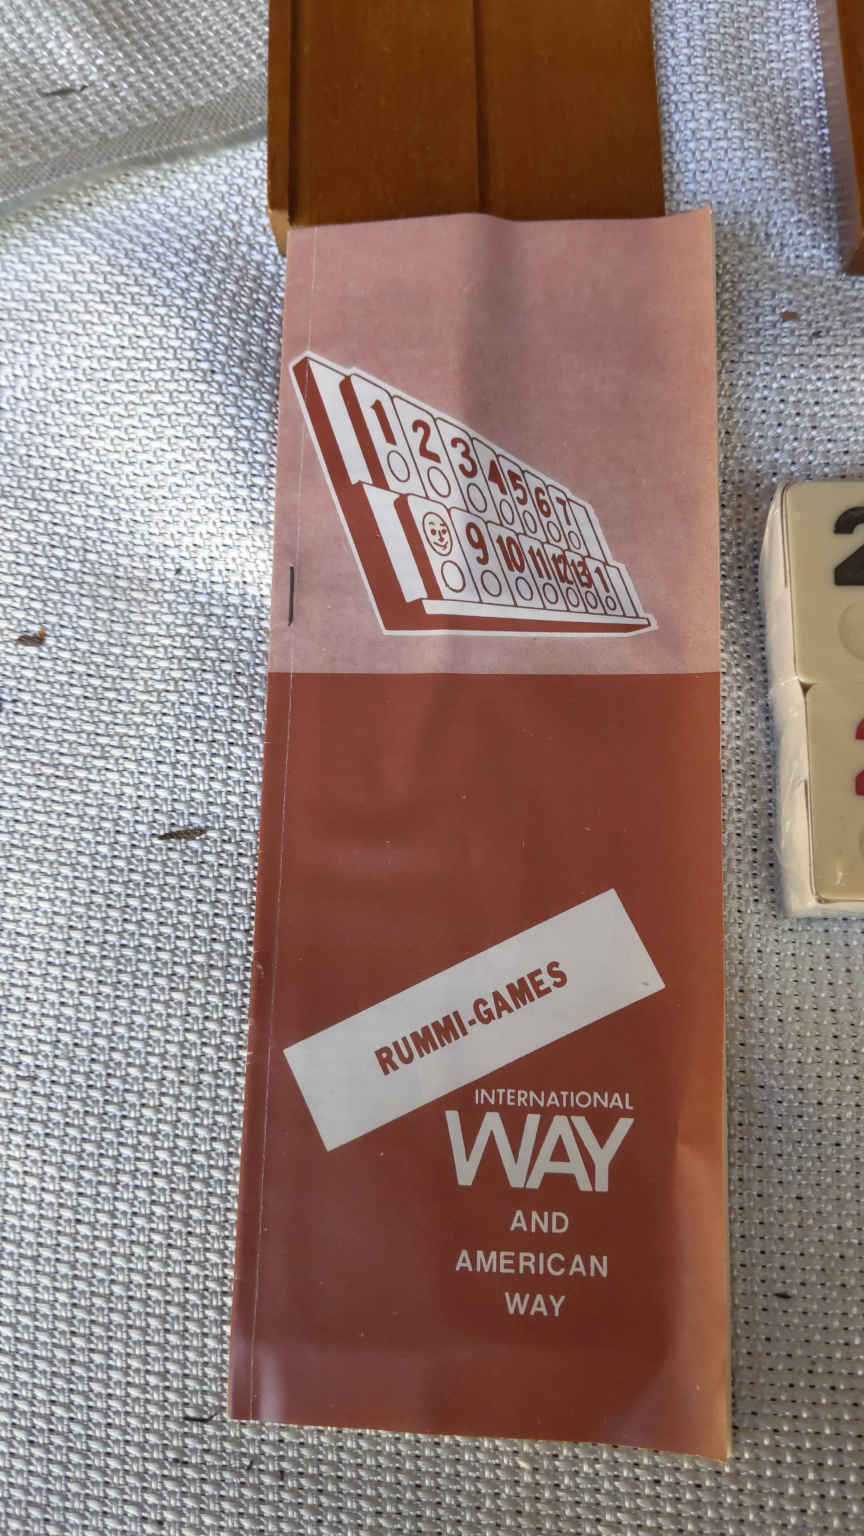 1 2 3 4 5 6 7
9 10 11 12 13 1
2
RUMMI-GAMES
INTERNATIONAL
WAY
AND
AMERICAN
WAY